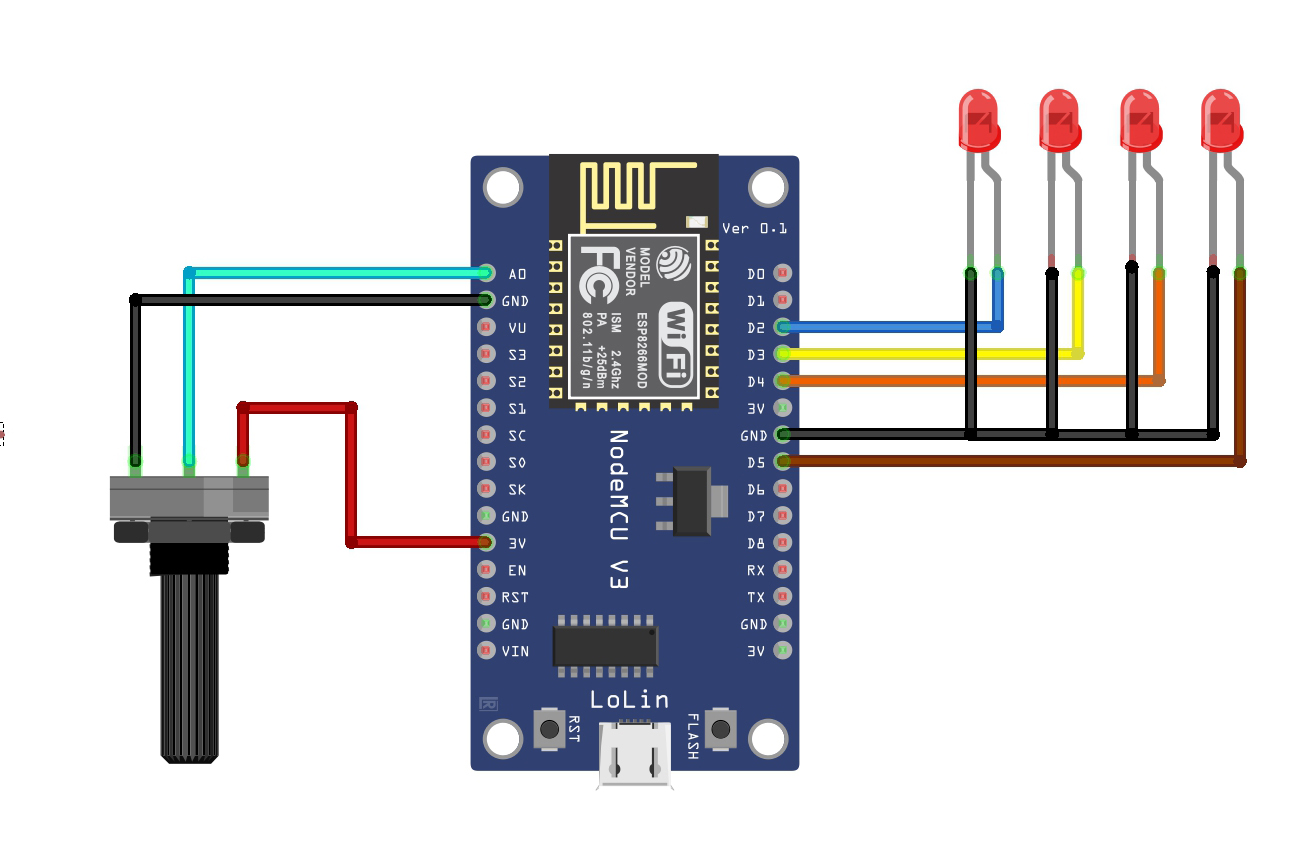 Ver 0.1
A0
GND
VU
S3
S2
S1
SC
S0
SK
GND
3V
EN
RST
GND
VIN
FC
MODEL
VENDOR
ISM 2.4Ghz
PA +25dBm
802.11b/g/n
WiFi
ESP8266MOD
D0
D1
D2
D3
D4
3V
GND
D5
D6
D7
D8
RX
TX
GND
3V
NodeMCU V3
LoLin
RST
FLASH